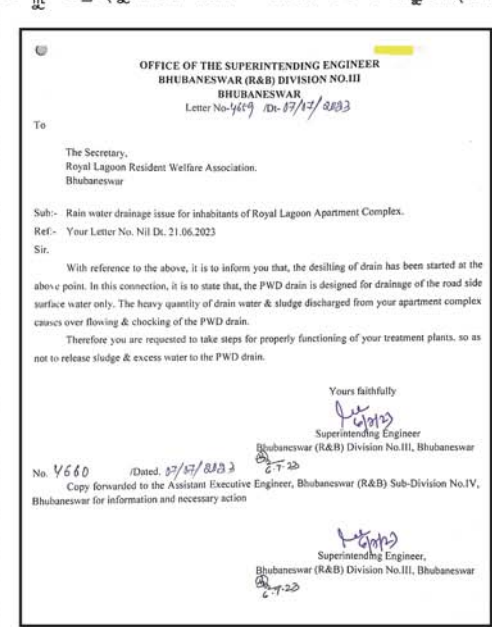 OFFICE OF THE SUPERINTENDING ENGINEER
BHUBANESWAR (R&B) DIVISION NO.III
BHUBANESWAR
Letter No-4659 /Dt- 07/07/2023
To
The Secretary,
Royal Lagoon Resident Welfare Association.
Bhubaneswar
Sub:- Rain water drainage issue for inhabitants of Royal Lagoon Apartment Complex.
Ref:- Your Letter No. Nil Dt. 21.06.2023
Sir.
With reference to the above, it is to inform you that, the desilting of drain has been started at the
above point. In this connection, it is to state that, the PWD drain is designed for drainage of the road side
surface water only. The heavy quantity of drain water & sludge discharged from your apartment complex
causes over flowing & chocking of the PWD drain.
Therefore you are requested to take steps for properly functioning of your treatment plants, so as
not to release sludge & excess water to the PWD drain.
Yours faithfully
Superintending Engineer
Bhubaneswar (R&B) Division No.III, Bhubaneswar
6.7.23
No. 4660 /Dated. 07/07/2023
Copy forwarded to the Assistant Executive Engineer, Bhubaneswar (R&B) Sub-Division No.IV,
Bhubaneswar for information and necessary action
Superintending Engineer,
Bhubaneswar (R&B) Division No.III, Bhubaneswar
6.7.23